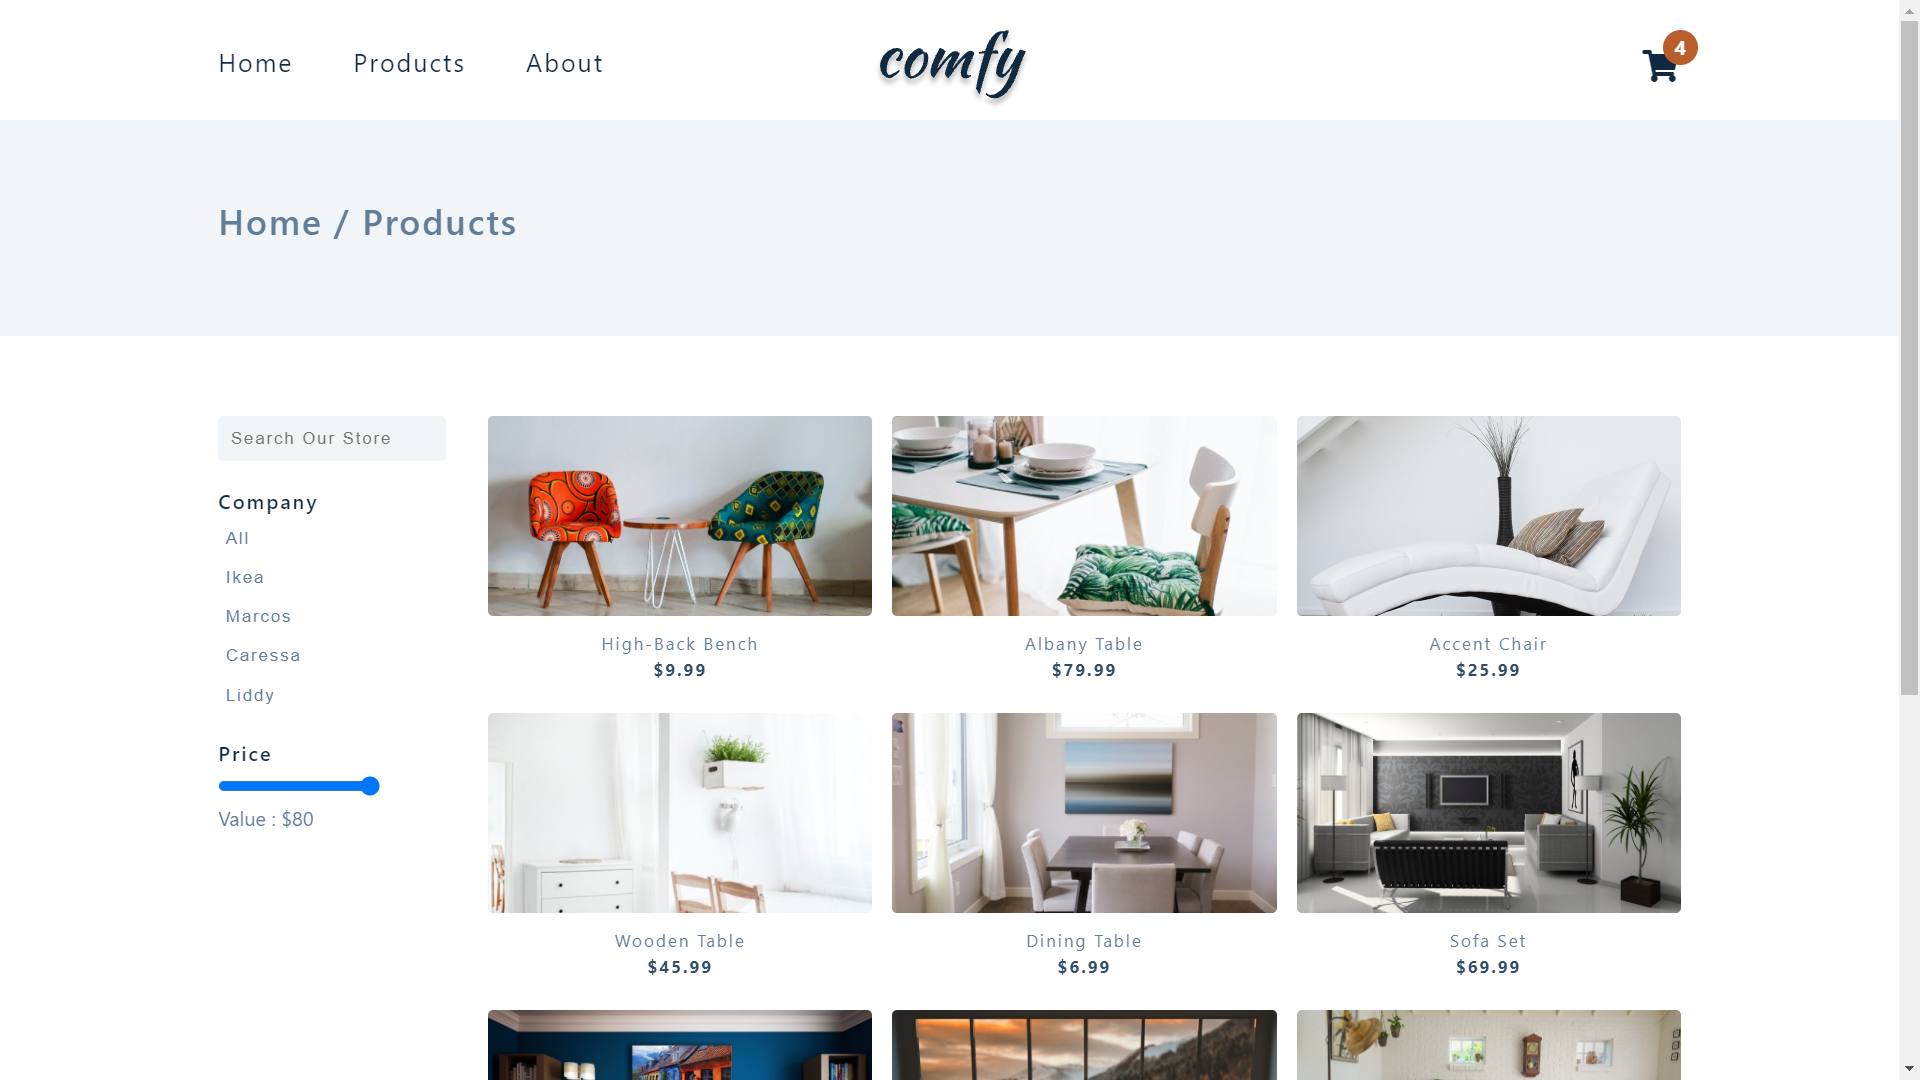 Home
Products
About
comfy
4
Home / Products
Search Our Store
Company
All
Ikea
Marcos
Caressa
Liddy
Price
Value : $80
High-Back Bench
$9.99
Albany Table
$79.99
Accent Chair
$25.99
Wooden Table
$45.99
Dining Table
$6.99
Sofa Set
$69.99